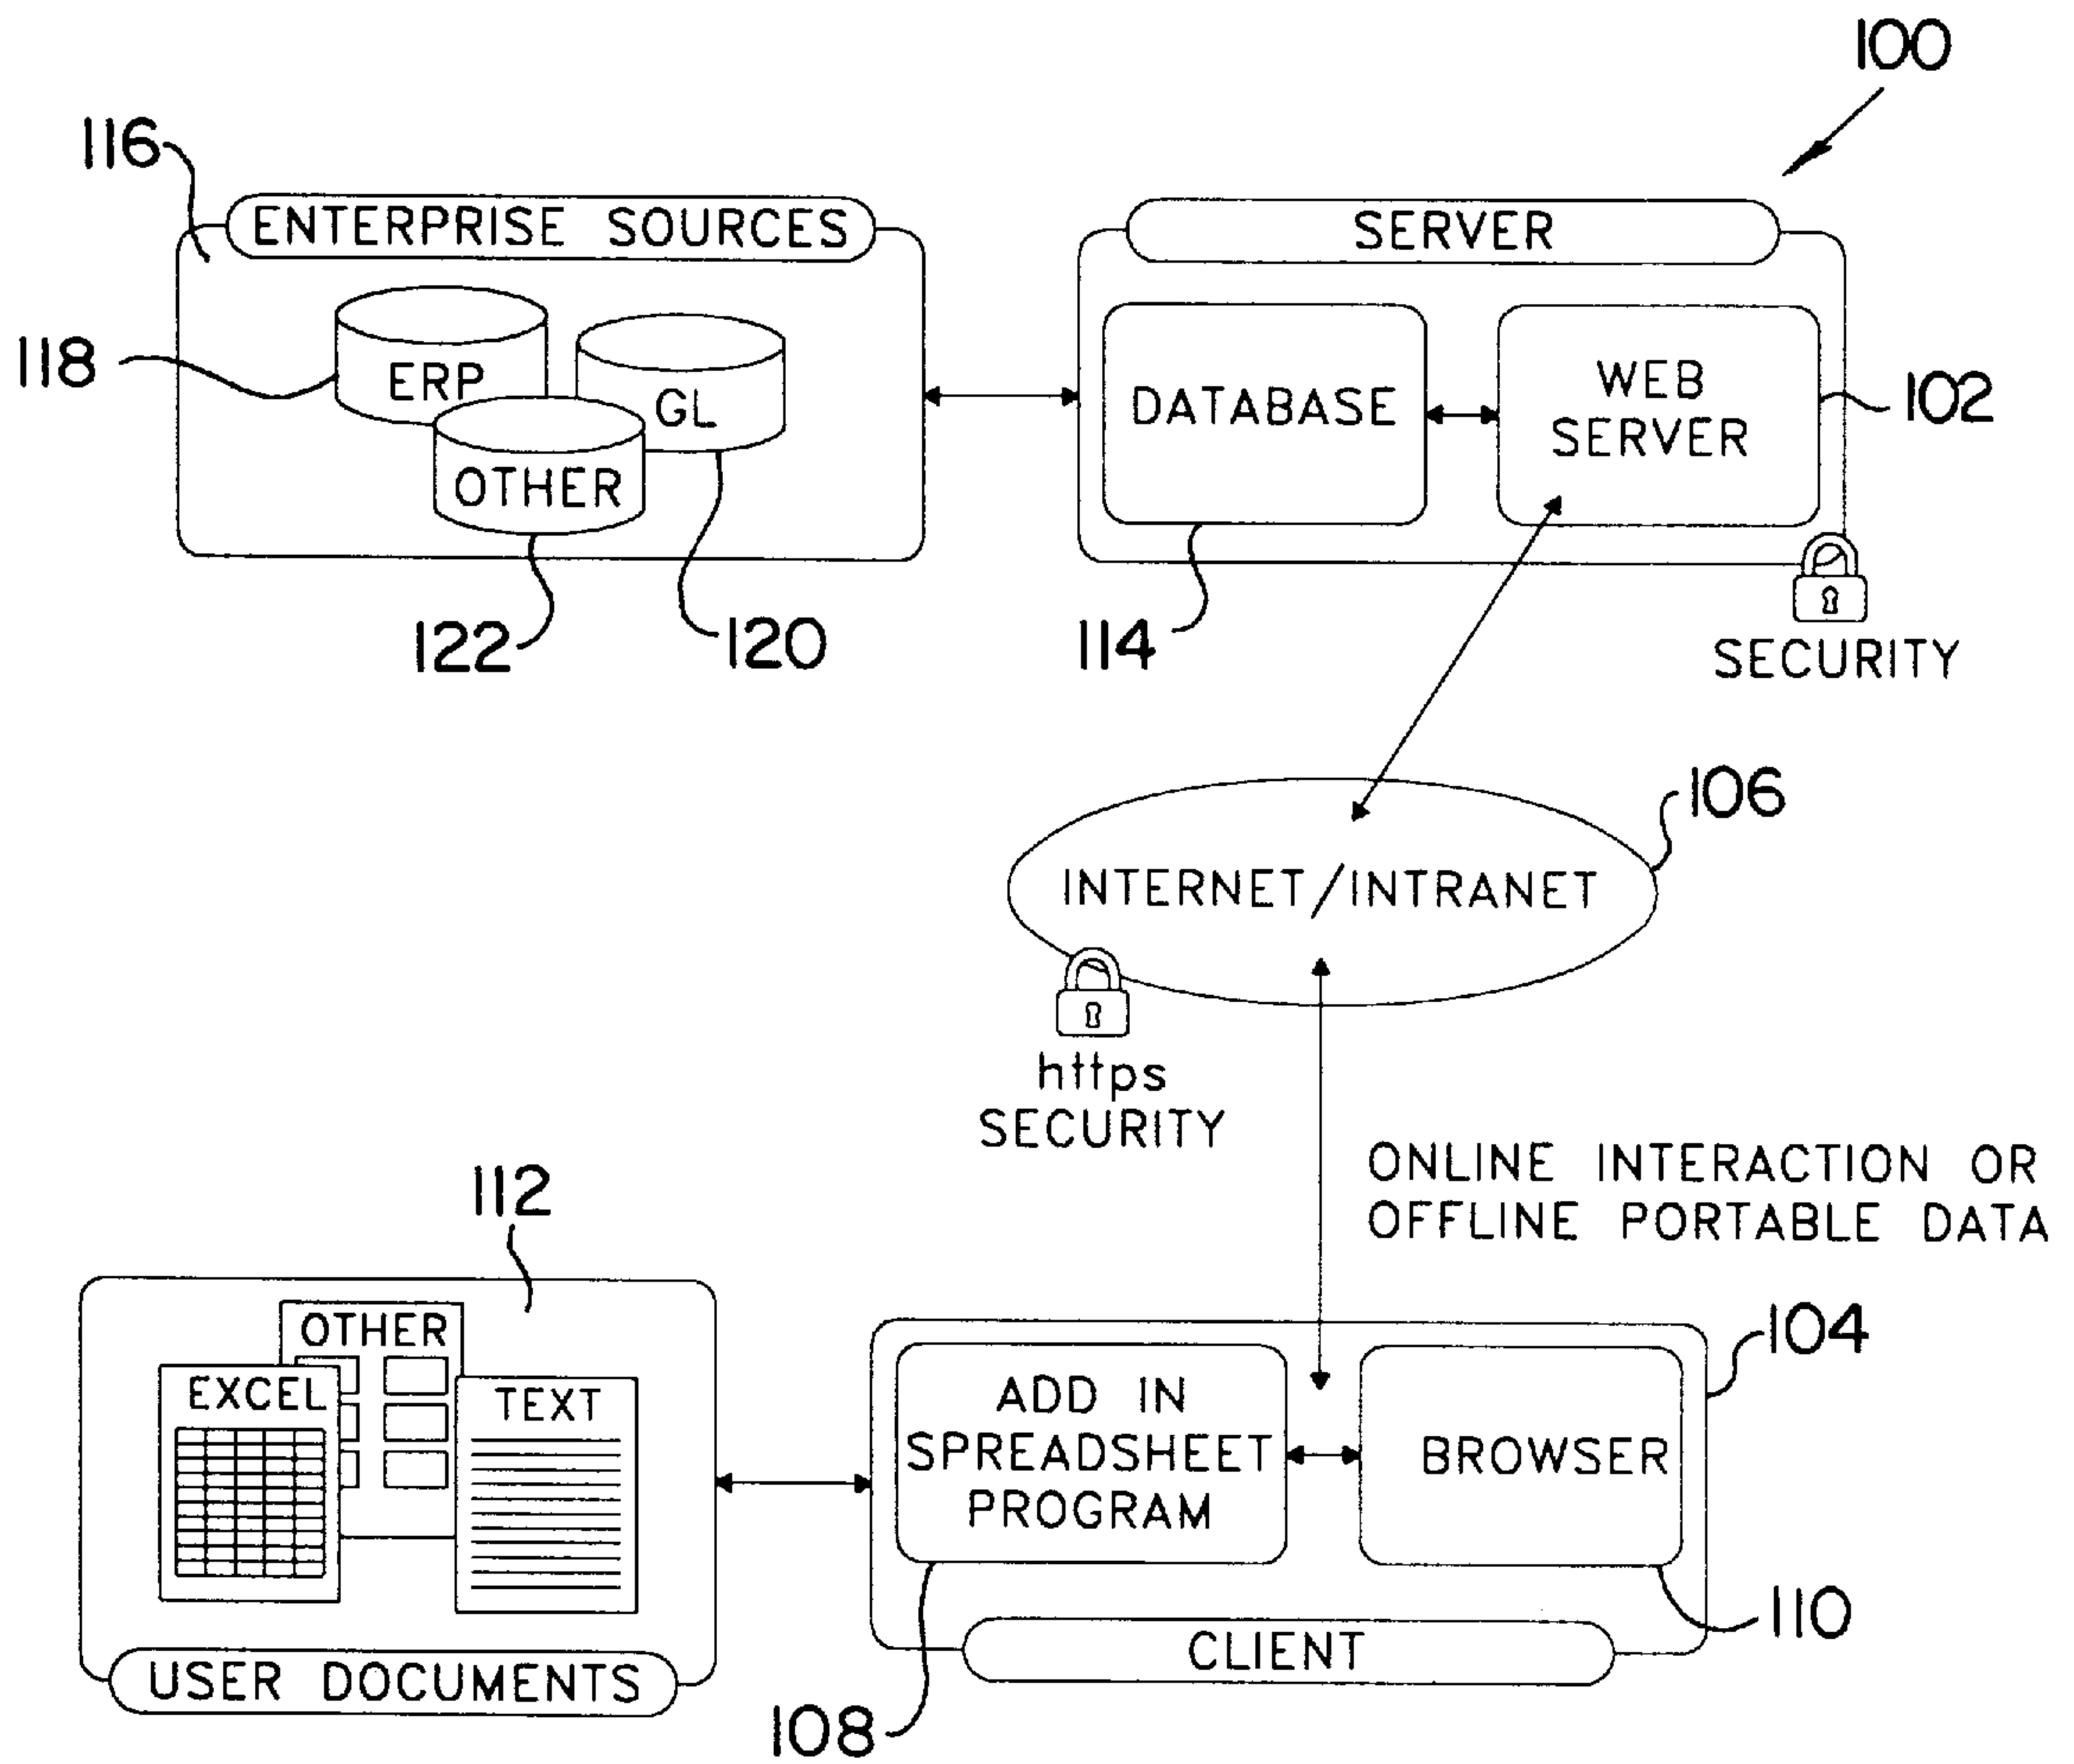 100
116
ENTERPRISE SOURCES
SERVER
118
ERP
GL
OTHER
DATABASE
WEB
SERVER
102
122
120
114
SECURITY
106
INTERNET/INTRANET
https
SECURITY
ONLINE INTERACTION OR
OFFLINE PORTABLE DATA
112
OTHER
EXCEL
TEXT
USER DOCUMENTS
104
ADD IN
SPREADSHEET
PROGRAM
BROWSER
110
CLIENT
108